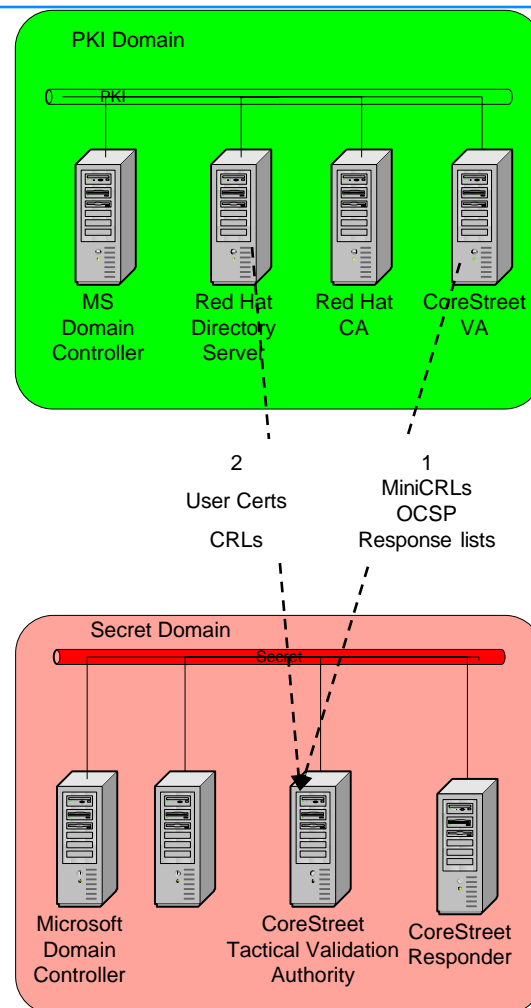 PKI Domain
PKI
MS
Domain
Controller
Red Hat
Directory
Server
Red Hat
CA
CoreStreet
VA
2
User Certs
CRLs
1
MiniCRLs
OCSP
Response lists
Secret Domain
Secret
Microsoft
Domain
Controller
CoreStreet
Tactical Validation
Authority
CoreStreet
Responder